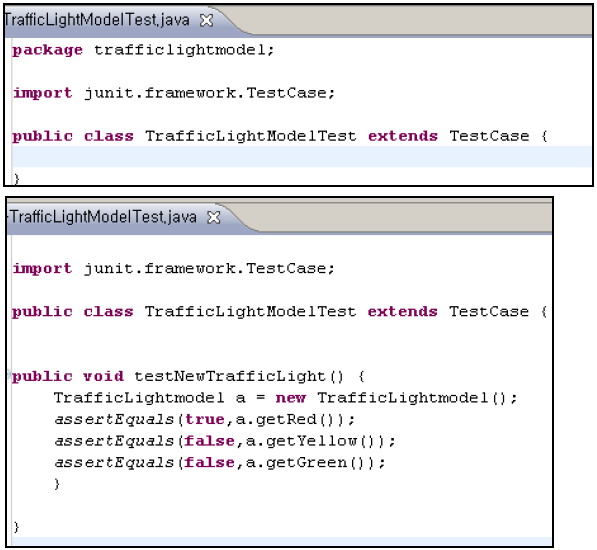 TrafficLightModelTest.java
package trafficlightmodel;
import junit.framework.TestCase;
public class TrafficLightModelTest extends TestCase {
}
TrafficLightModelTest.java
import junit.framework.TestCase;
public class TrafficLightModelTest extends TestCase {
public void testNewTrafficLight() {
TrafficLightmodel a = new TrafficLightmodel();
assertEquals(true,a.getRed());
assertEquals(false,a.getYellow());
assertEquals(false,a.getGreen());
}
}